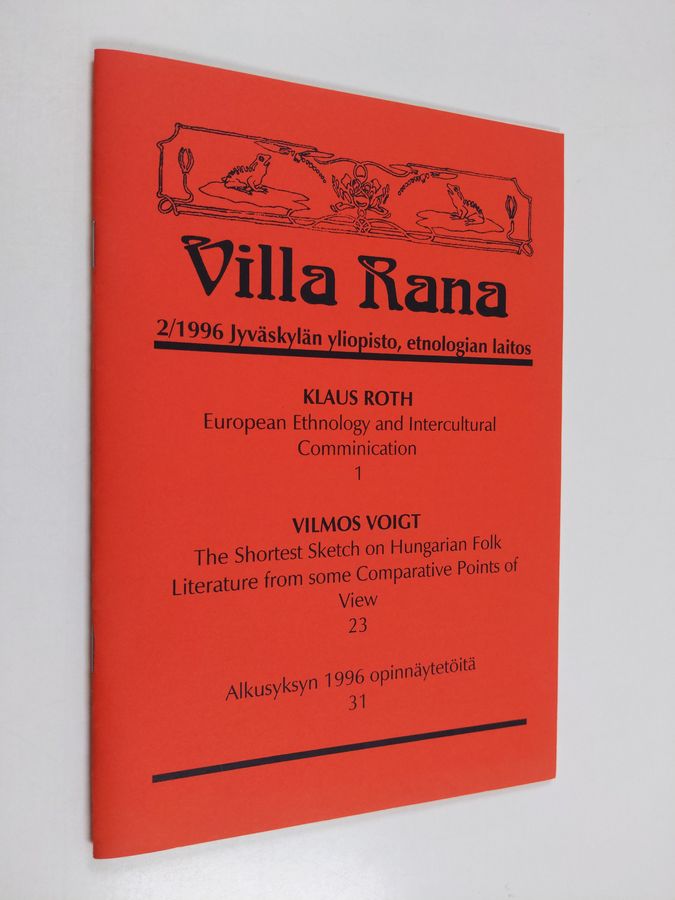 Villa Rana
2/1996 Jyväskylän yliopisto, etnologian laitos
KLAUS ROTH
European Ethnology and Intercultural
Comminication
1
VILMOS VOIGT
The Shortest Sketch on Hungarian Folk
Literature from some Comparative Points of
View
23
Alkusyksyn 1996 opinnäytetöitä
31